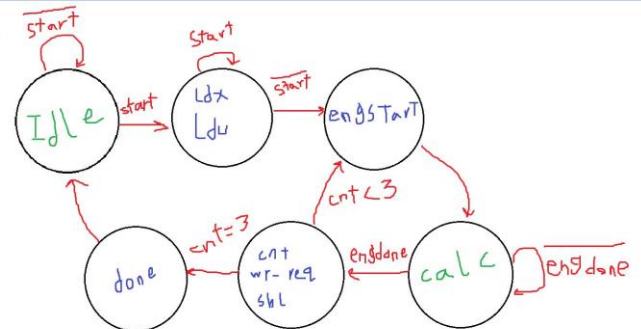 start
start
Idle
start
Ldx
Ldu
start
engstart
cnt<3
cnt=3
done
cnt
wr-req
shl
engdone
calc
engdone